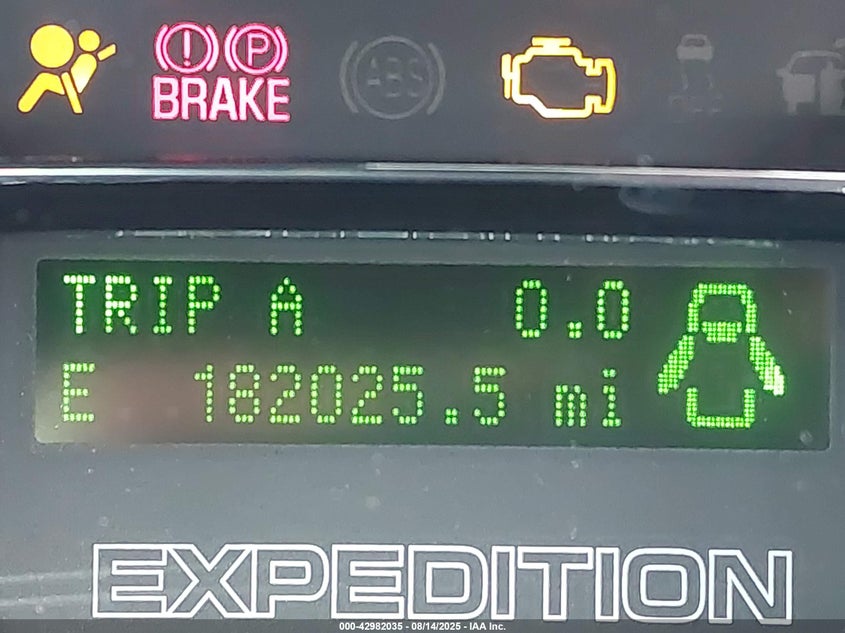 ! P
BRAKE
ABS
TRIP A 0.0
E 182025.5 mi
EXPEDITION
000-42982035 - 08/14/2025 - IAA Inc.